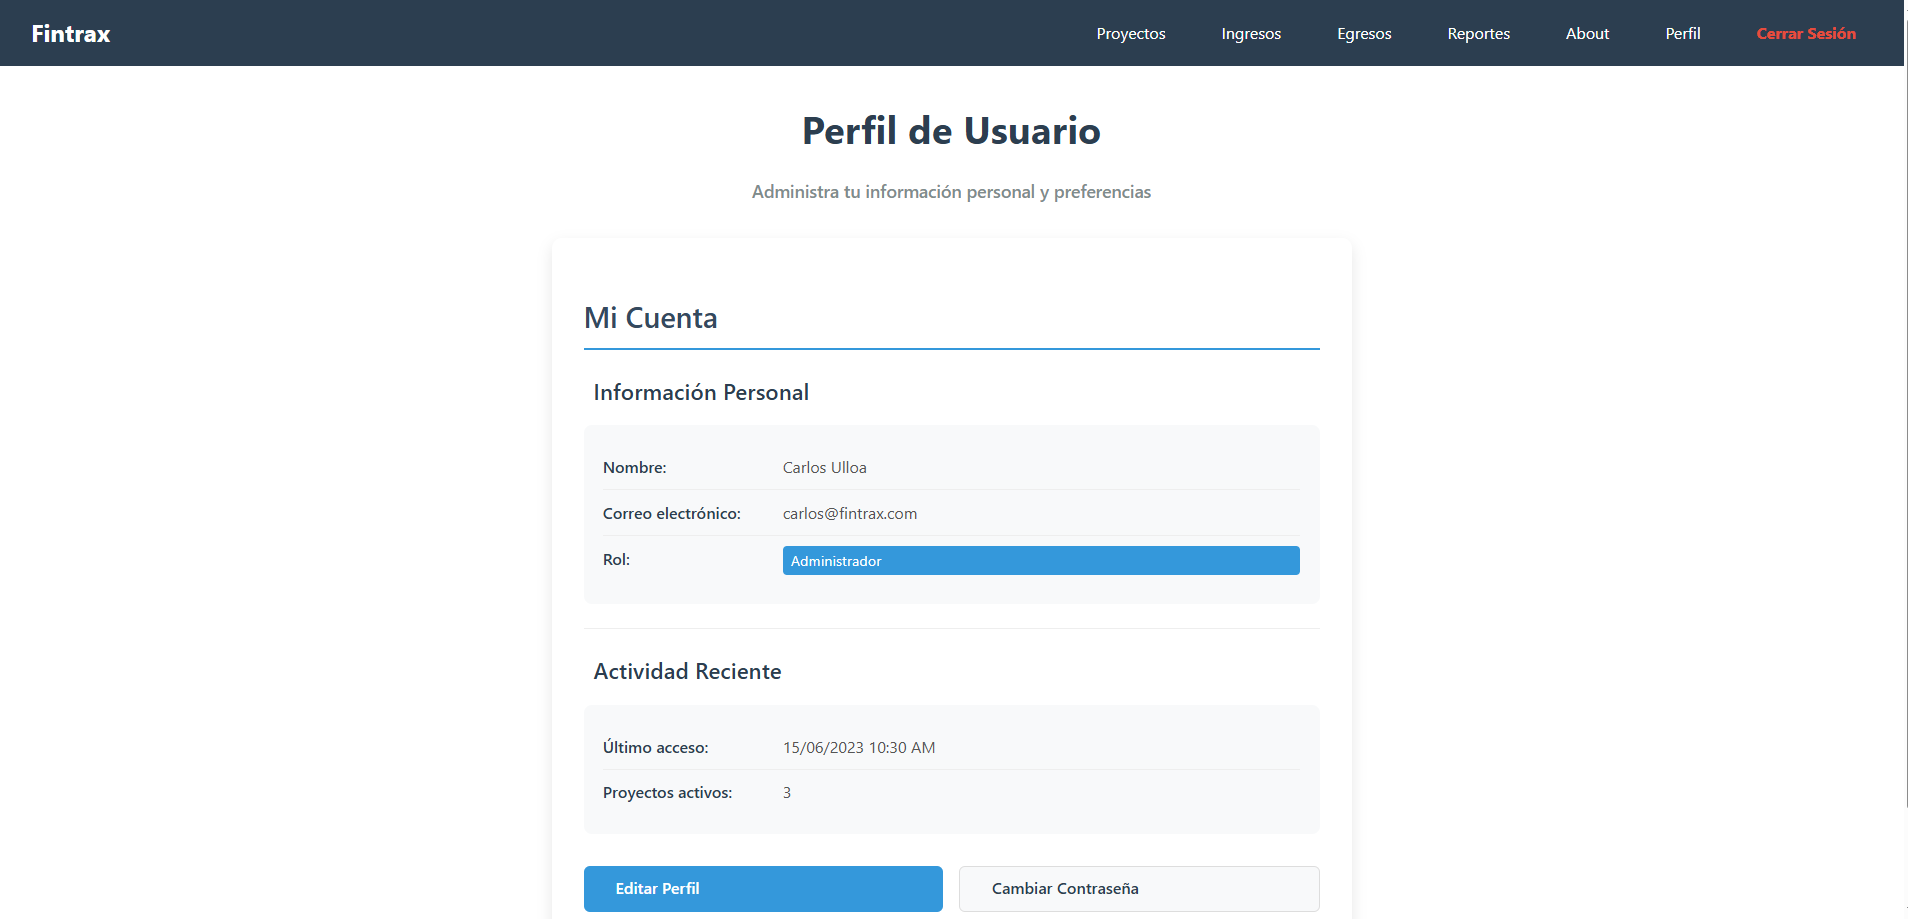 Fintrax Proyectos Ingresos Egresos Reportes About Perfil Cerrar Sesión
Perfil de Usuario
Administra tu información personal y preferencias
Mi Cuenta
Información Personal
Nombre: Carlos Ulloa
Correo electrónico: carlos@fintrax.com
Rol: Administrador
Actividad Reciente
Último acceso: 15/06/2023 10:30 AM
Proyectos activos: 3
Editar Perfil Cambiar Contraseña